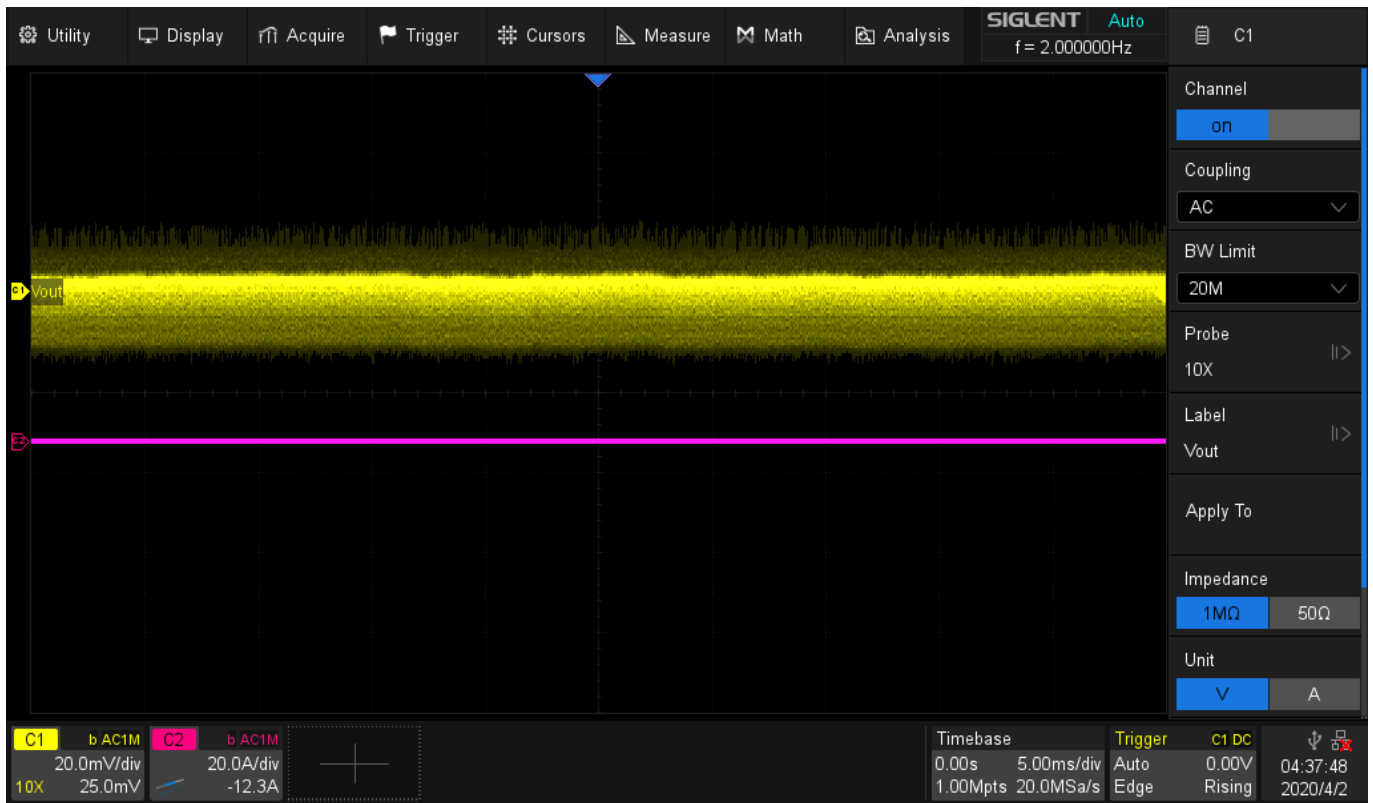 Utility Display Acquire Trigger Cursors Measure Math Analysis SIGLENT Auto
f = 2.000000Hz
C1
Channel
on
Coupling
AC
BW Limit
20M
Probe
10X
Label
Vout
Apply To
Impedance
1MΩ 50Ω
Unit
V A
C1 Vout
C2
C1 b AC1M C2 b AC1M
20.0mV/div 20.0A/div
10X 25.0mV -12.3A
Timebase Trigger C1 DC
0.00s 5.00ms/div Auto 0.00V 04:37:48
1.00Mpts 20.0MSa/s Edge Rising 2020/4/2